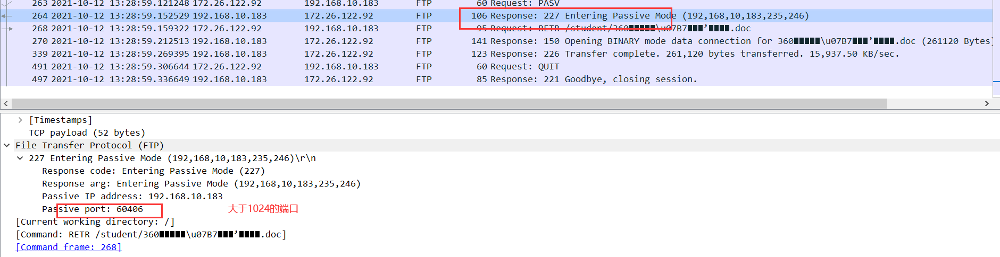 263 2021-10-12 13:28:59.121248 172.26.122.92 192.168.10.183 FTP 60 Request: PASV
264 2021-10-12 13:28:59.152529 192.168.10.183 172.26.122.92 FTP 106 Response: 227 Entering Passive Mode (192,168,10,183,235,246)
268 2021-10-12 13:28:59.159322 172.26.122.92 192.168.10.183 FTP 95 Request: RETR /student/360■■■■■\u07B7■■■’■■■■.doc
270 2021-10-12 13:28:59.212513 192.168.10.183 172.26.122.92 FTP 141 Response: 150 Opening BINARY mode data connection for 360■■■■■\u07B7■■■’■■■■.doc (261120 Bytes)
339 2021-10-12 13:28:59.269395 192.168.10.183 172.26.122.92 FTP 123 Response: 226 Transfer complete. 261,120 bytes transferred. 15,937.50 KB/sec.
491 2021-10-12 13:28:59.306644 172.26.122.92 192.168.10.183 FTP 60 Request: QUIT
497 2021-10-12 13:28:59.336649 192.168.10.183 172.26.122.92 FTP 85 Response: 221 Goodbye, closing session.
[Timestamps]
TCP payload (52 bytes)
File Transfer Protocol (FTP)
227 Entering Passive Mode (192,168,10,183,235,246)\r\n
Response code: Entering Passive Mode (227)
Response arg: Entering Passive Mode (192,168,10,183,235,246)
Passive IP address: 192.168.10.183
Passive port: 60406 大于1024的端口
[Current working directory: /]
[Command: RETR /student/360■■■■■\u07B7■■■’■■■■.doc]
[Command frame: 268]